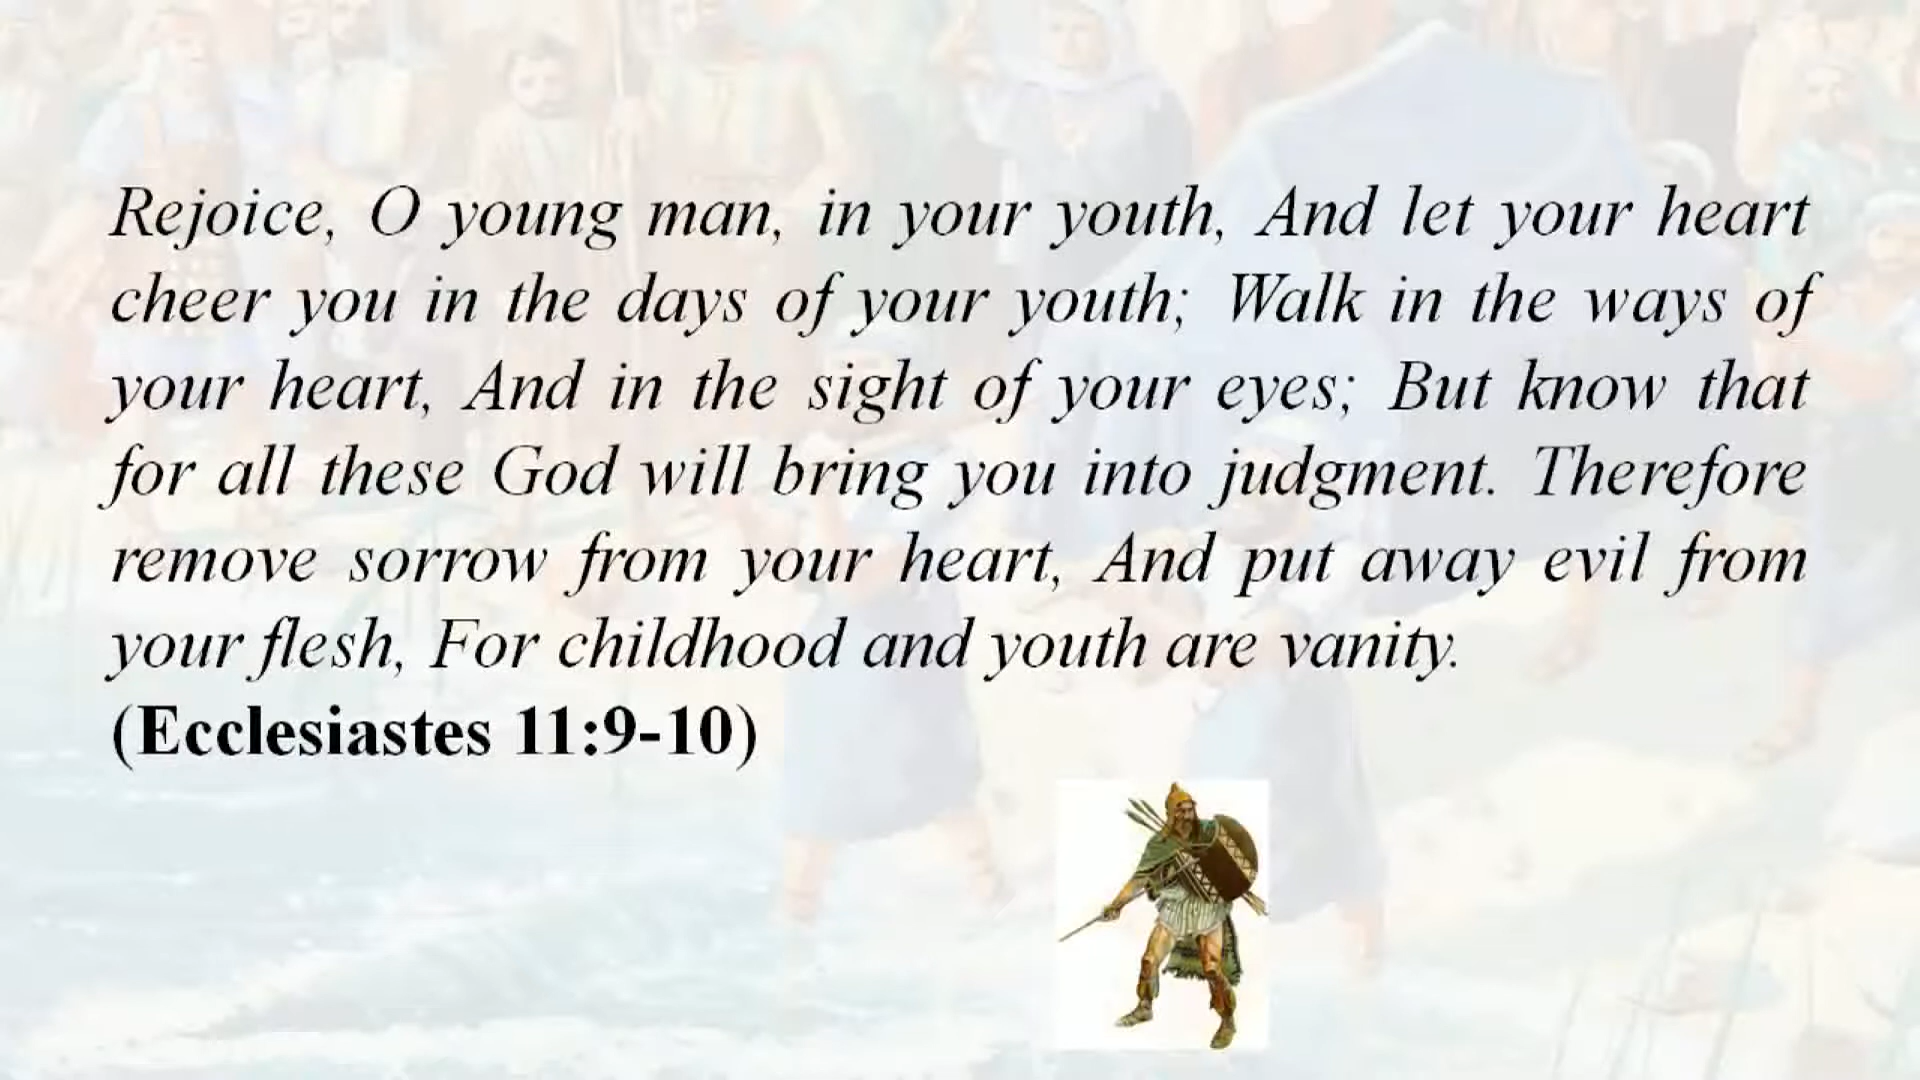 Rejoice, O young man, in your youth, And let your heart
cheer you in the days of your youth; Walk in the ways of
your heart, And in the sight of your eyes; But know that
for all these God will bring you into judgment. Therefore
remove sorrow from your heart, And put away evil from
your flesh, For childhood and youth are vanity.
(Ecclesiastes 11:9-10)